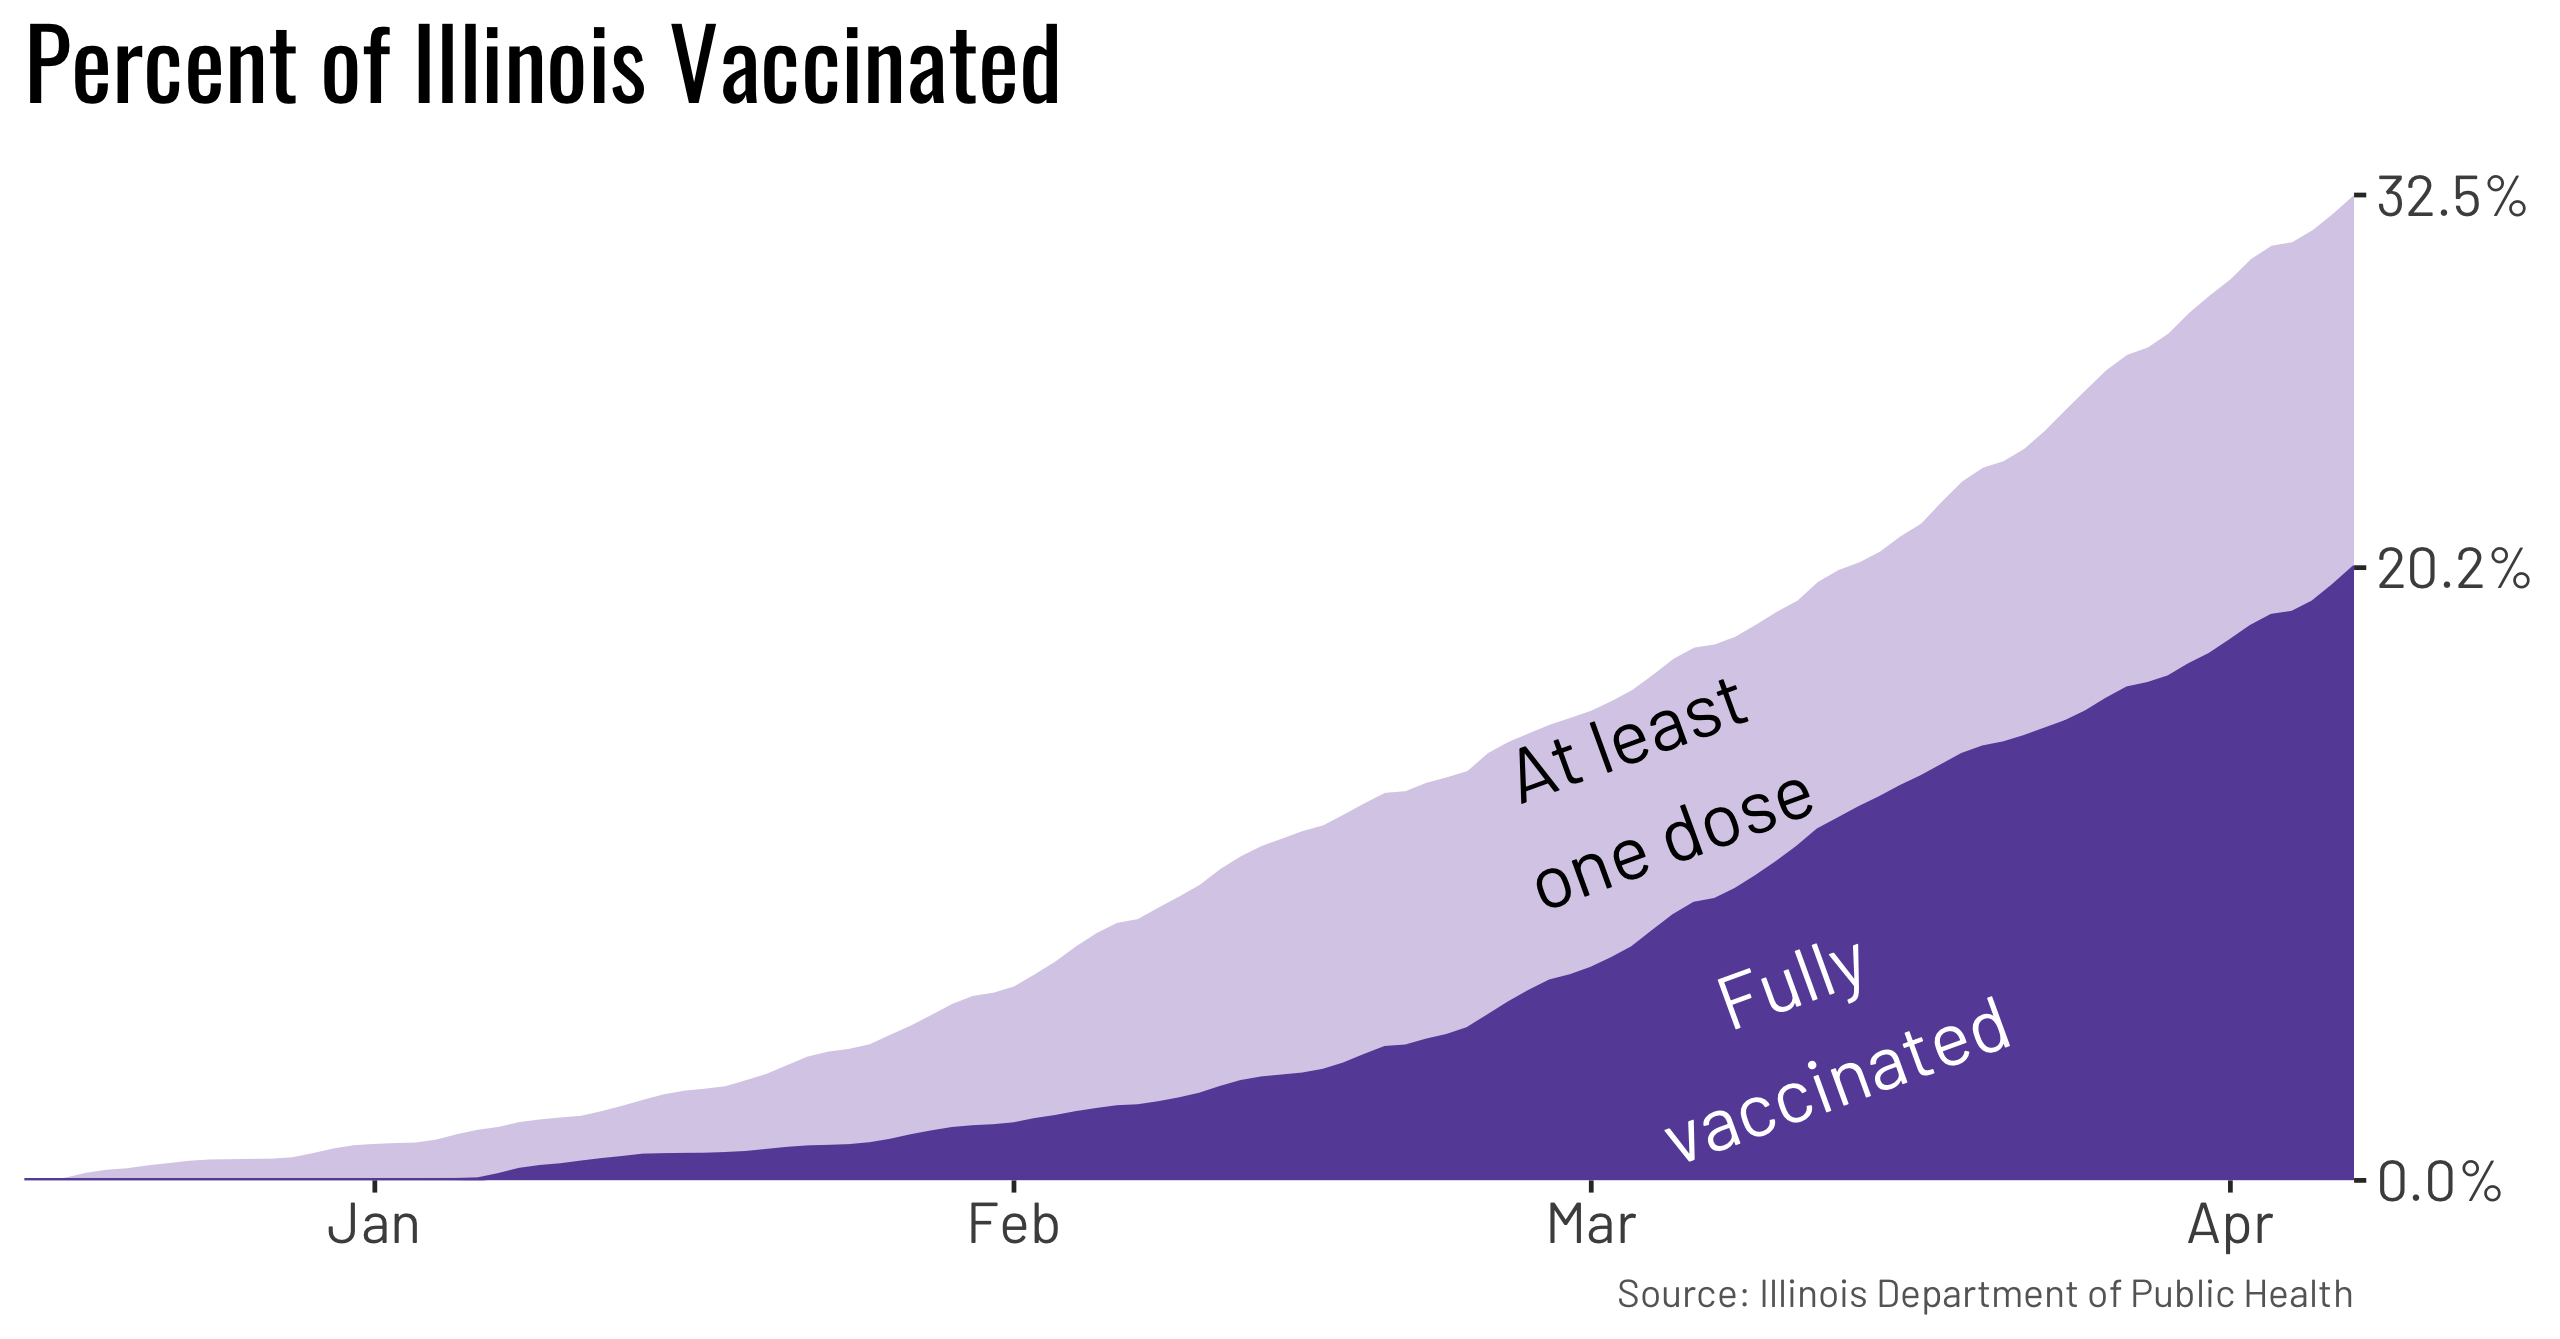 Percent of Illinois Vaccinated
32.5%
20.2%
At least
one dose
Fully
vaccinated
0.0%
Jan
Feb
Mar
Apr
Source: Illinois Department of Public Health